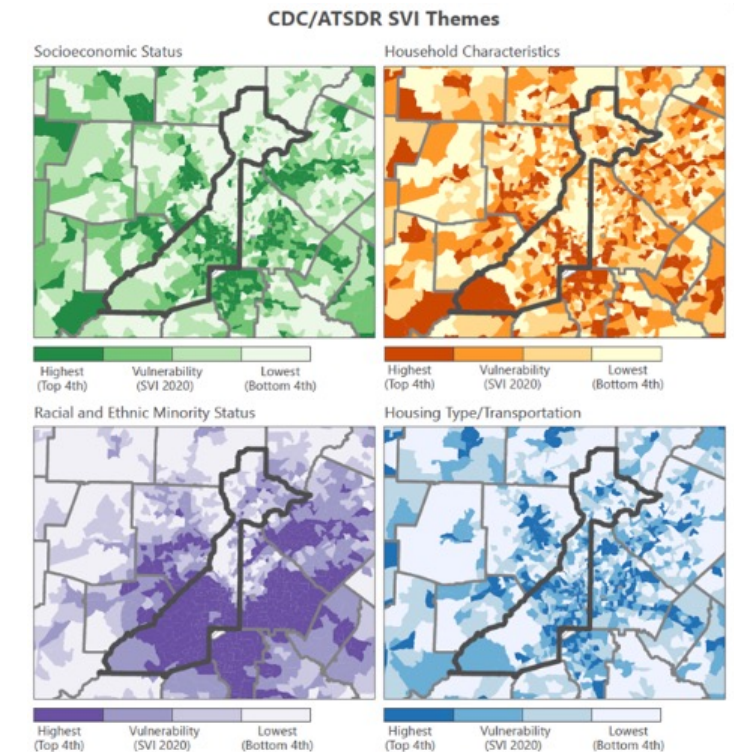 CDC/ATSDR SVI Themes
Socioeconomic Status
Household Characteristics
Highest
(Top 4th)
Vulnerability
(SVI 2020)
Lowest
(Bottom 4th)
Highest
(Top 4th)
Vulnerability
(SVI 2020)
Lowest
(Bottom 4th)
Racial and Ethnic Minority Status
Housing Type/Transportation
Highest
(Top 4th)
Vulnerability
(SVI 2020)
Lowest
(Bottom 4th)
Highest
(Top 4th)
Vulnerability
(SVI 2020)
Lowest
(Bottom 4th)